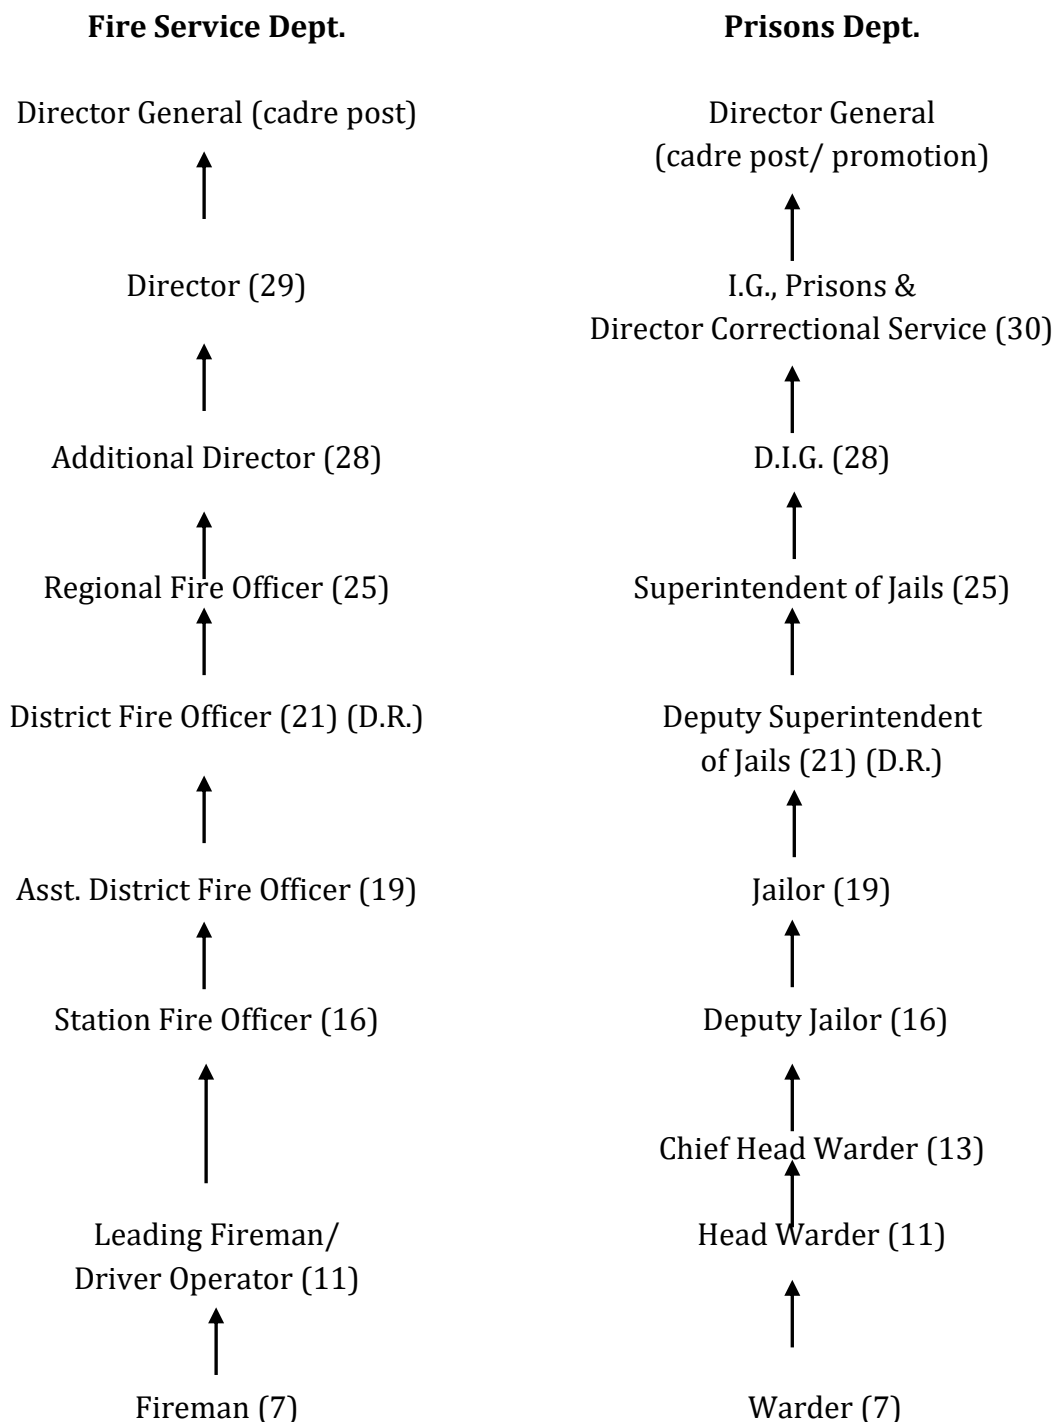 Fire Service Dept.
Director General (cadre post)
Director (29)
Additional Director (28)
Regional Fire Officer (25)
District Fire Officer (21) (D.R.)
Asst. District Fire Officer (19)
Station Fire Officer (16)
Leading Fireman/
Driver Operator (11)
Fireman (7)
Prisons Dept.
Director General
(cadre post/ promotion)
I.G., Prisons &
Director Correctional Service (30)
D.I.G. (28)
Superintendent of Jails (25)
Deputy Superintendent
of Jails (21) (D.R.)
Jailor (19)
Deputy Jailor (16)
Chief Head Warder (13)
Head Warder (11)
Warder (7)